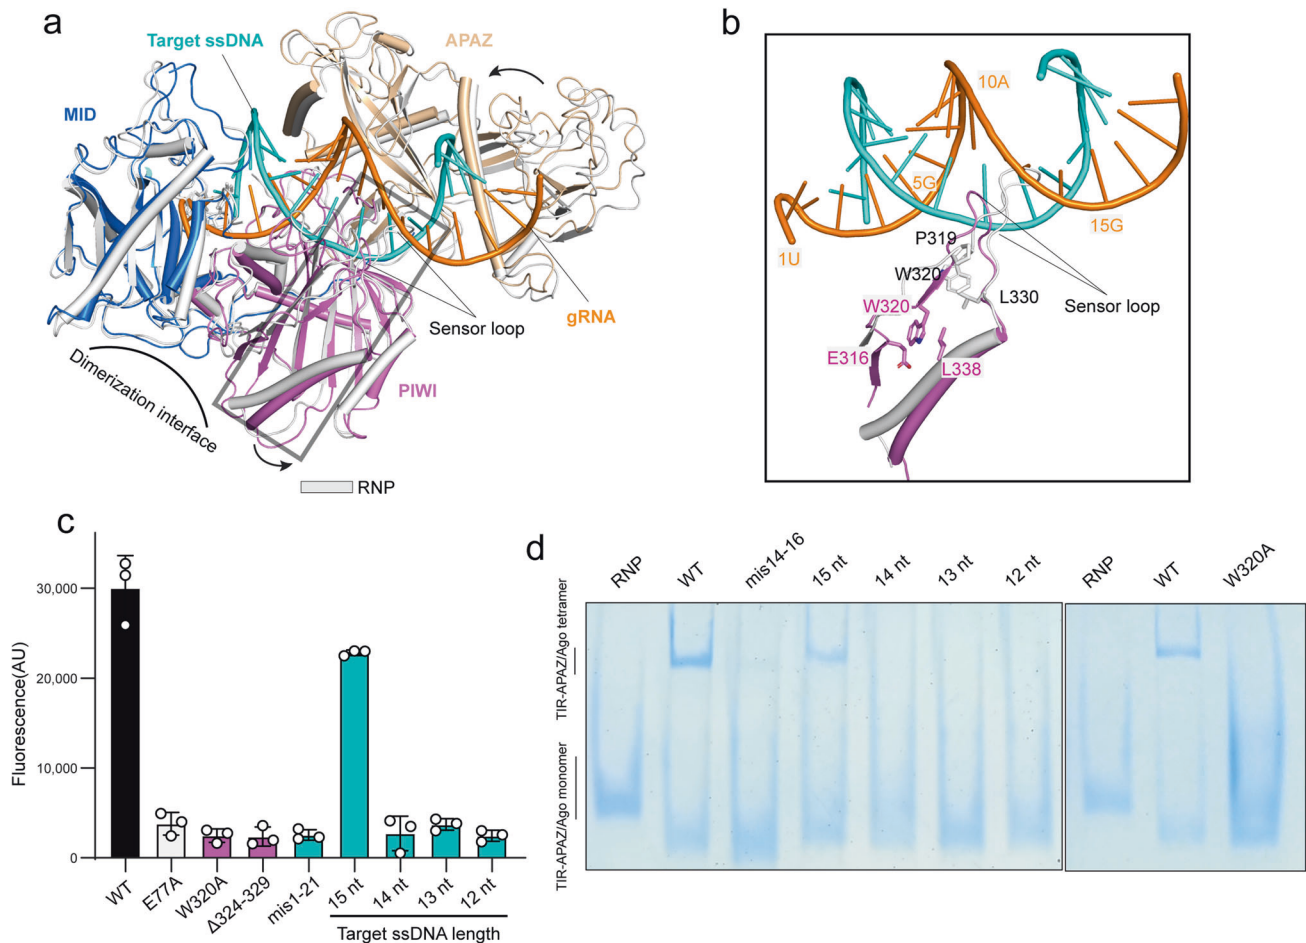 a
Target ssDNA
APAZ
MID
Sensor loop
gRNA
PIWI
Dimerization interface
RNP
b
10A
5G
15G
1U
P319
W320
L330
Sensor loop
W320
E316
L338
c
Fluorescence(AU)
30,000
20,000
10,000
0
WT
E77A
W320A
Δ324-329
mis1-21
15 nt
14 nt
13 nt
12 nt
Target ssDNA length
d
RNP
WT
mis14-16
15 nt
14 nt
13 nt
12 nt
RNP
WT
W320A
TIR-APAZ/Ago tetramer
TIR-APAZ/Ago monomer